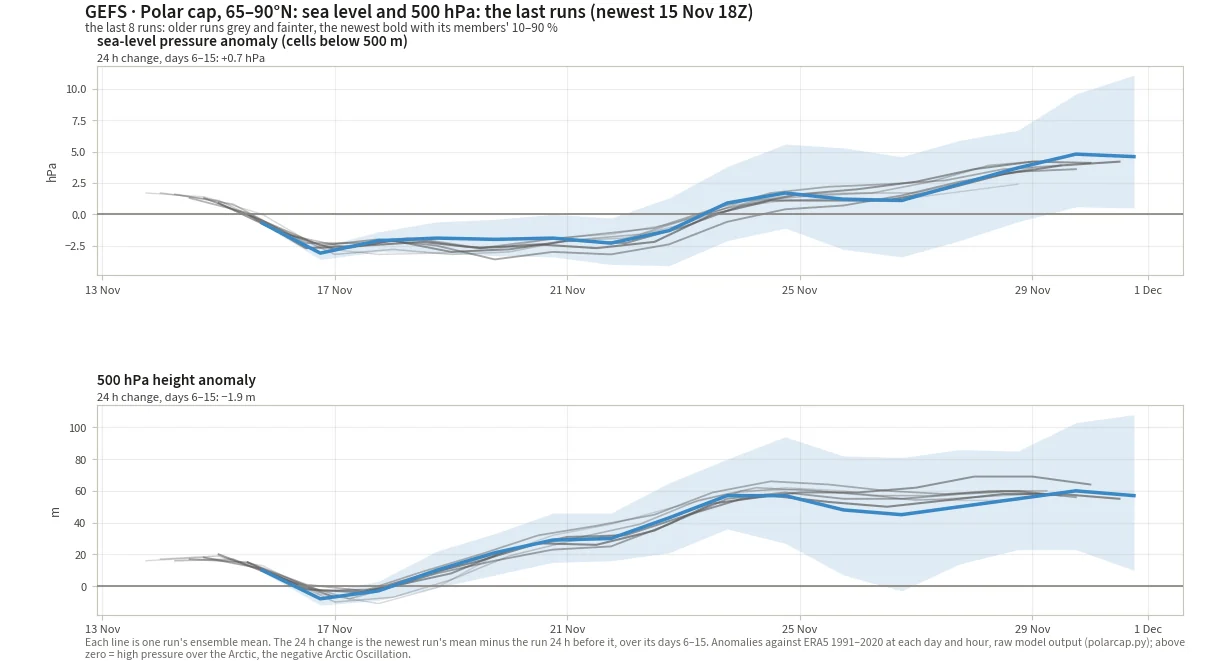 GEFS · Polar cap, 65–90°N: sea level and 500 hPa: the last runs (newest 15 Nov 18Z)
the last 8 runs: older runs grey and fainter, the newest bold with its members' 10–90 %
sea-level pressure anomaly (cells below 500 m)
24 h change, days 6–15: +0.7 hPa
10.0
7.5
5.0
2.5
0.0
−2.5
hPa
13 Nov 17 Nov 21 Nov 25 Nov 29 Nov 1 Dec
500 hPa height anomaly
24 h change, days 6–15: −1.9 m
100
80
60
40
20
0
m
13 Nov 17 Nov 21 Nov 25 Nov 29 Nov 1 Dec
Each line is one run's ensemble mean. The 24 h change is the newest run's mean minus the run 24 h before it, over its days 6–15. Anomalies against ERA5 1991–2020 at each day and hour, raw model output (polarcap.py); above
zero = high pressure over the Arctic, the negative Arctic Oscillation.